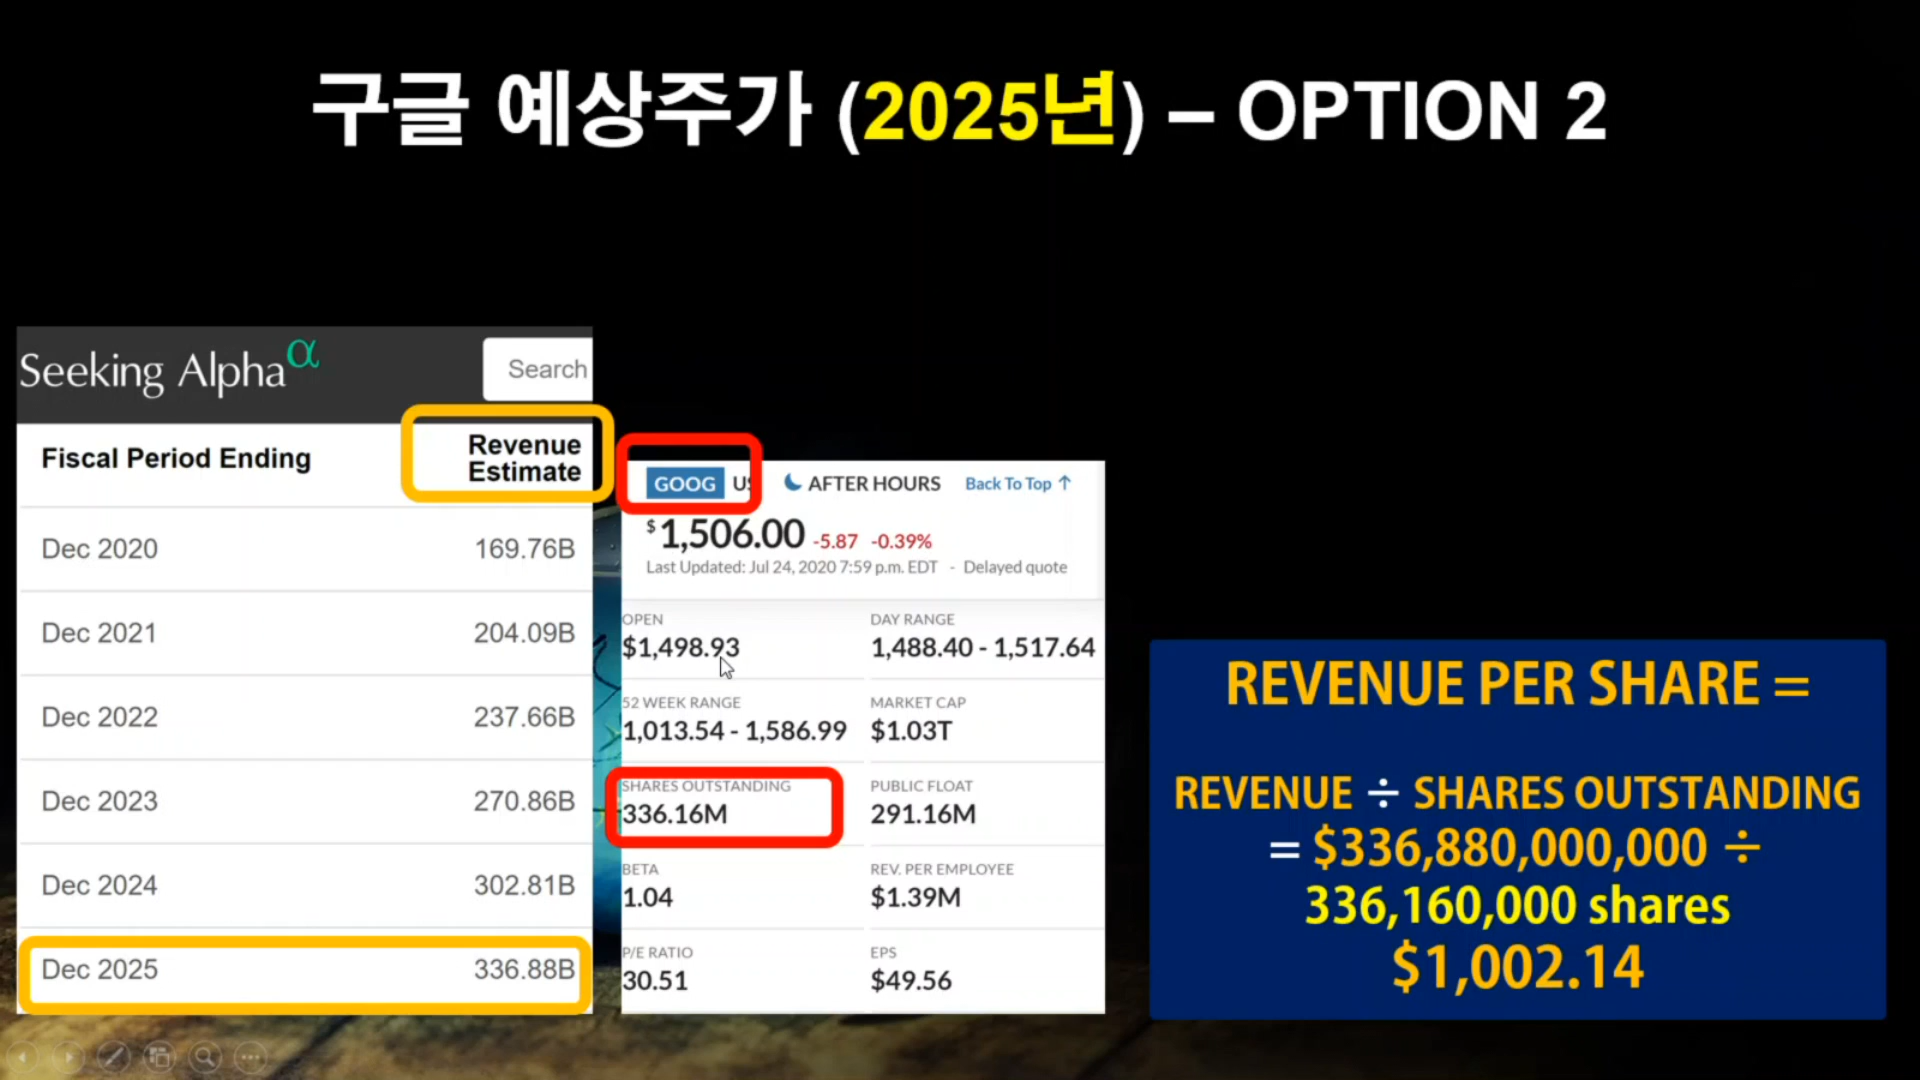 구글 예상주가 (2025년) – OPTION 2
Seeking Alpha α
Search
Fiscal Period Ending
Revenue
Estimate
Dec 2020 169.76B
Dec 2021 204.09B
Dec 2022 237.66B
Dec 2023 270.86B
Dec 2024 302.81B
Dec 2025 336.88B
GOOG US AFTER HOURS Back To Top ↑
$1,506.00 -5.87 -0.39%
Last Updated: Jul 24, 2020 7:59 p.m. EDT - Delayed quote
OPEN DAY RANGE
$1,498.93 1,488.40 - 1,517.64
52 WEEK RANGE MARKET CAP
1,013.54 - 1,586.99 $1.03T
SHARES OUTSTANDING PUBLIC FLOAT
336.16M 291.16M
BETA REV. PER EMPLOYEE
1.04 $1.39M
P/E RATIO EPS
30.51 $49.56
REVENUE PER SHARE =
REVENUE ÷ SHARES OUTSTANDING
= $336,880,000,000 ÷
336,160,000 shares
$1,002.14